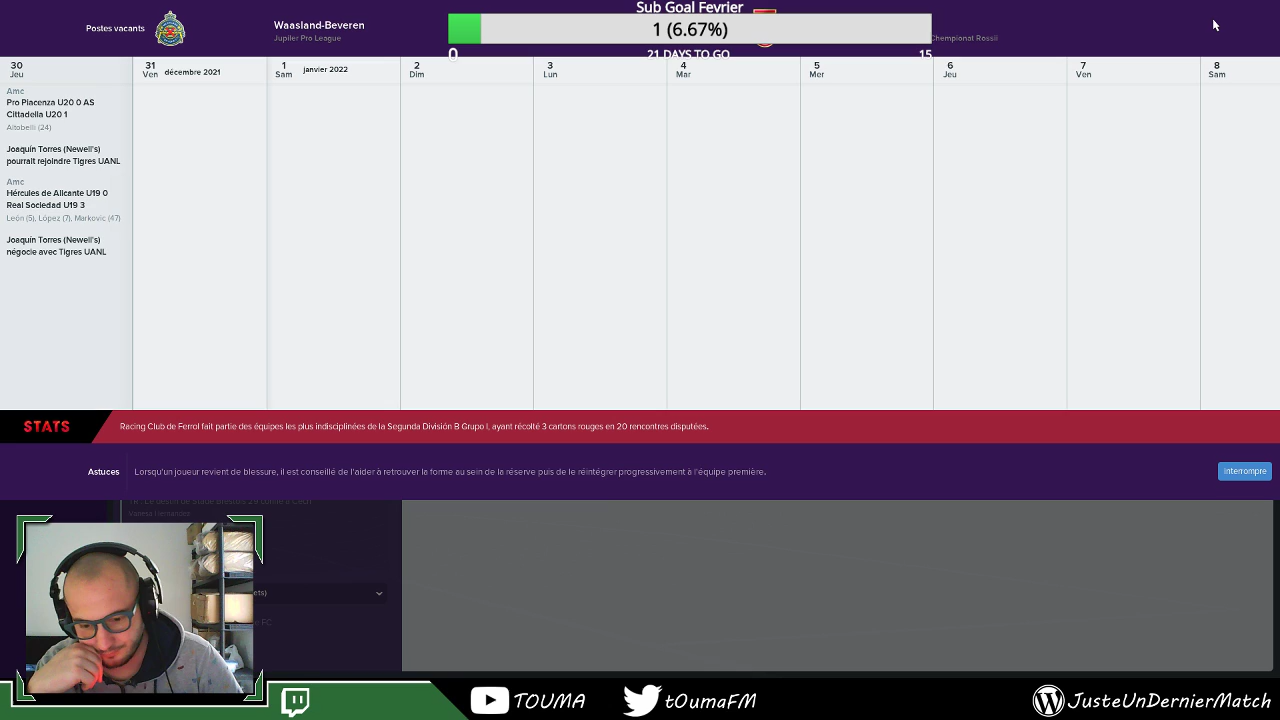 Sub Goal Fevrier
1 (6.67%)
0
21 DAYS TO GO
15
Postes vacants
Waasland-Beveren
Jupiler Pro League
Championat Rossii
30
Jeu
31
Ven
décembre 2021
1
Sam
janvier 2022
2
Dim
3
Lun
4
Mar
5
Mer
6
Jeu
7
Ven
8
Sam
Amc
Pro Piacenza U20 0 AS
Cittadella U20 1
Altobelli (24)
Joaquín Torres (Newell's)
pourrait rejoindre Tigres UANL
Amc
Hércules de Alicante U19 0
Real Sociedad U19 3
León (5), López (7), Markovic (47)
Joaquín Torres (Newell's)
négocie avec Tigres UANL
STATS
Racing Club de Ferrol fait partie des équipes les plus indisciplinées de la Segunda División B Grupo I, ayant récolté 3 cartons rouges en 20 rencontres disputées.
Astuces
Lorsqu'un joueur revient de blessure, il est conseillé de l'aider à retrouver la forme au sein de la réserve puis de le réintégrer progressivement à l'équipe première.
Interrompre
TOUMA
tOumaFM
JusteUnDernierMatch